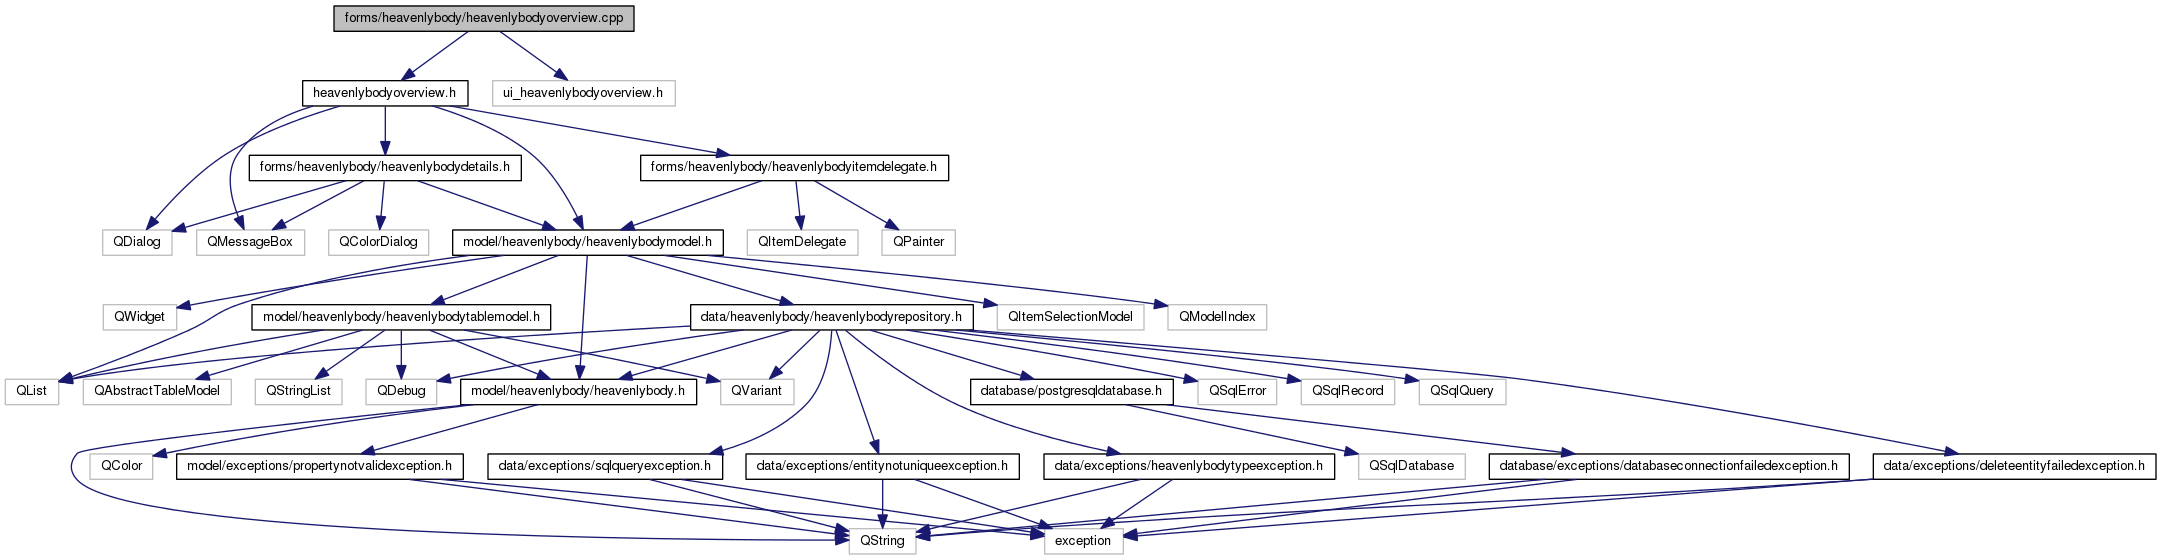 forms/heavenlybody/heavenlybodyoverview.cpp
heavenlybodyoverview.h
ui_heavenlybodyoverview.h
forms/heavenlybody/heavenlybodydetails.h
forms/heavenlybody/heavenlybodyitemdelegate.h
QDialog
QMessageBox
QColorDialog
model/heavenlybody/heavenlybodymodel.h
QItemDelegate
QPainter
QWidget
model/heavenlybody/heavenlybodytablemodel.h
data/heavenlybody/heavenlybodyrepository.h
QItemSelectionModel
QModelIndex
QList
QAbstractTableModel
QStringList
QDebug
model/heavenlybody/heavenlybody.h
QVariant
database/postgresqldatabase.h
QSqlError
QSqlRecord
QSqlQuery
QColor
model/exceptions/propertynotvalidexception.h
data/exceptions/sqlqueryexception.h
data/exceptions/entitynotuniqueexception.h
data/exceptions/heavenlybodytypeexception.h
QSqlDatabase
database/exceptions/databaseconnectionfailedexception.h
data/exceptions/deleteentityfailedexception.h
QString
exception